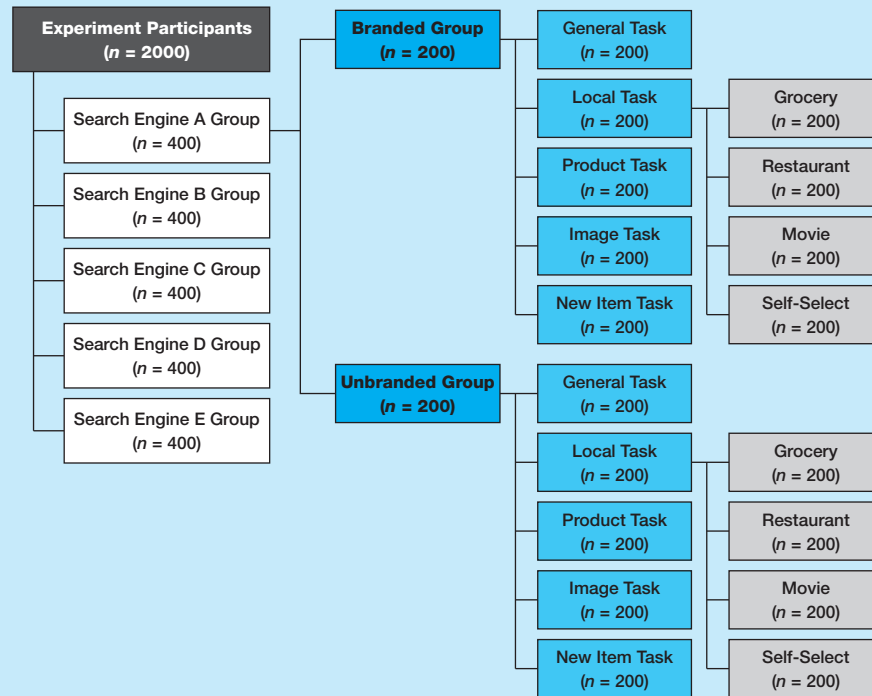 Experiment Participants
(n = 2000)
Search Engine A Group
(n = 400)
Search Engine B Group
(n = 400)
Search Engine C Group
(n = 400)
Search Engine D Group
(n = 400)
Search Engine E Group
(n = 400)
Branded Group
(n = 200)
General Task
(n = 200)
Local Task
(n = 200)
Product Task
(n = 200)
Image Task
(n = 200)
New Item Task
(n = 200)
Grocery
(n = 200)
Restaurant
(n = 200)
Movie
(n = 200)
Self-Select
(n = 200)
Unbranded Group
(n = 200)
General Task
(n = 200)
Local Task
(n = 200)
Product Task
(n = 200)
Image Task
(n = 200)
New Item Task
(n = 200)
Grocery
(n = 200)
Restaurant
(n = 200)
Movie
(n = 200)
Self-Select
(n = 200)